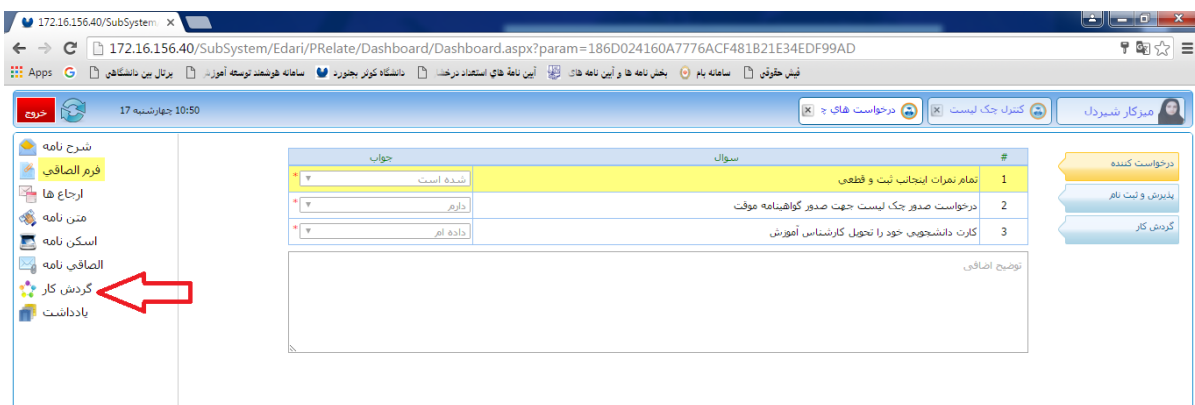 172.16.156.40/SubSystem
172.16.156.40/SubSystem/Edari/PRelate/Dashboard/Dashboard.aspx?param=186D024160A7776ACF481B21E34EDF99AD
Apps
پرتال بین دانشگاهی
سامانه هوشمند توسعه آموزش
دانشگاه کوثر بجنورد
آیین نامة هاي استعداد درخش
بخش نامه ها و آیین نامه های
سامانه بام
فیش حقوقی
میزکار شیردل
کنترل چک لیست
درخواست های چ
10:50 چهارشنبه 17
خروج
درخواست کننده
پذیرش و ثبت نام
گردش کار
# سوال جواب
1 تمام نمرات اینجانب ثبت و قطعی شده است *
2 درخواست صدور چک لیست جهت صدور گواهینامه موقت دارم *
3 کارت دانشجویی خود را تحویل کارشناس آموزش داده ام *
توضیح اضافی
شرح نامه
فرم الصاقي
ارجاع ها
متن نامه
اسکن نامه
الصاقي نامه
گردش کار
یادداشت